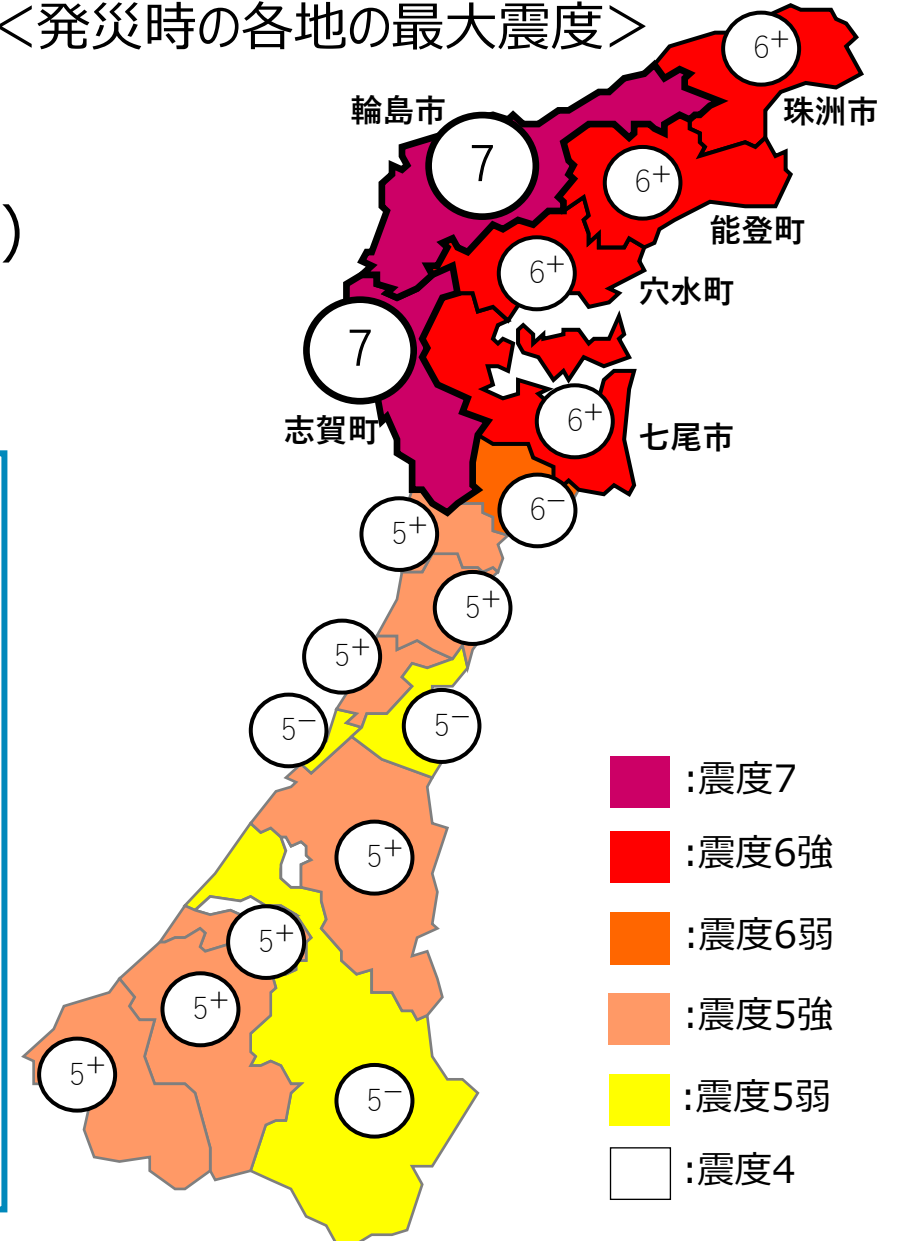 <発災時の各地の最大震度>
6+
輪島市
珠洲市
7
)
6+
能登町
6+
穴水町
7
志賀町
6+
七尾市
6−
5+
5+
5+
5−
5−
:震度7
5+
:震度6強
5+
:震度6弱
5+
:震度5強
5+
5−
:震度5弱
:震度4